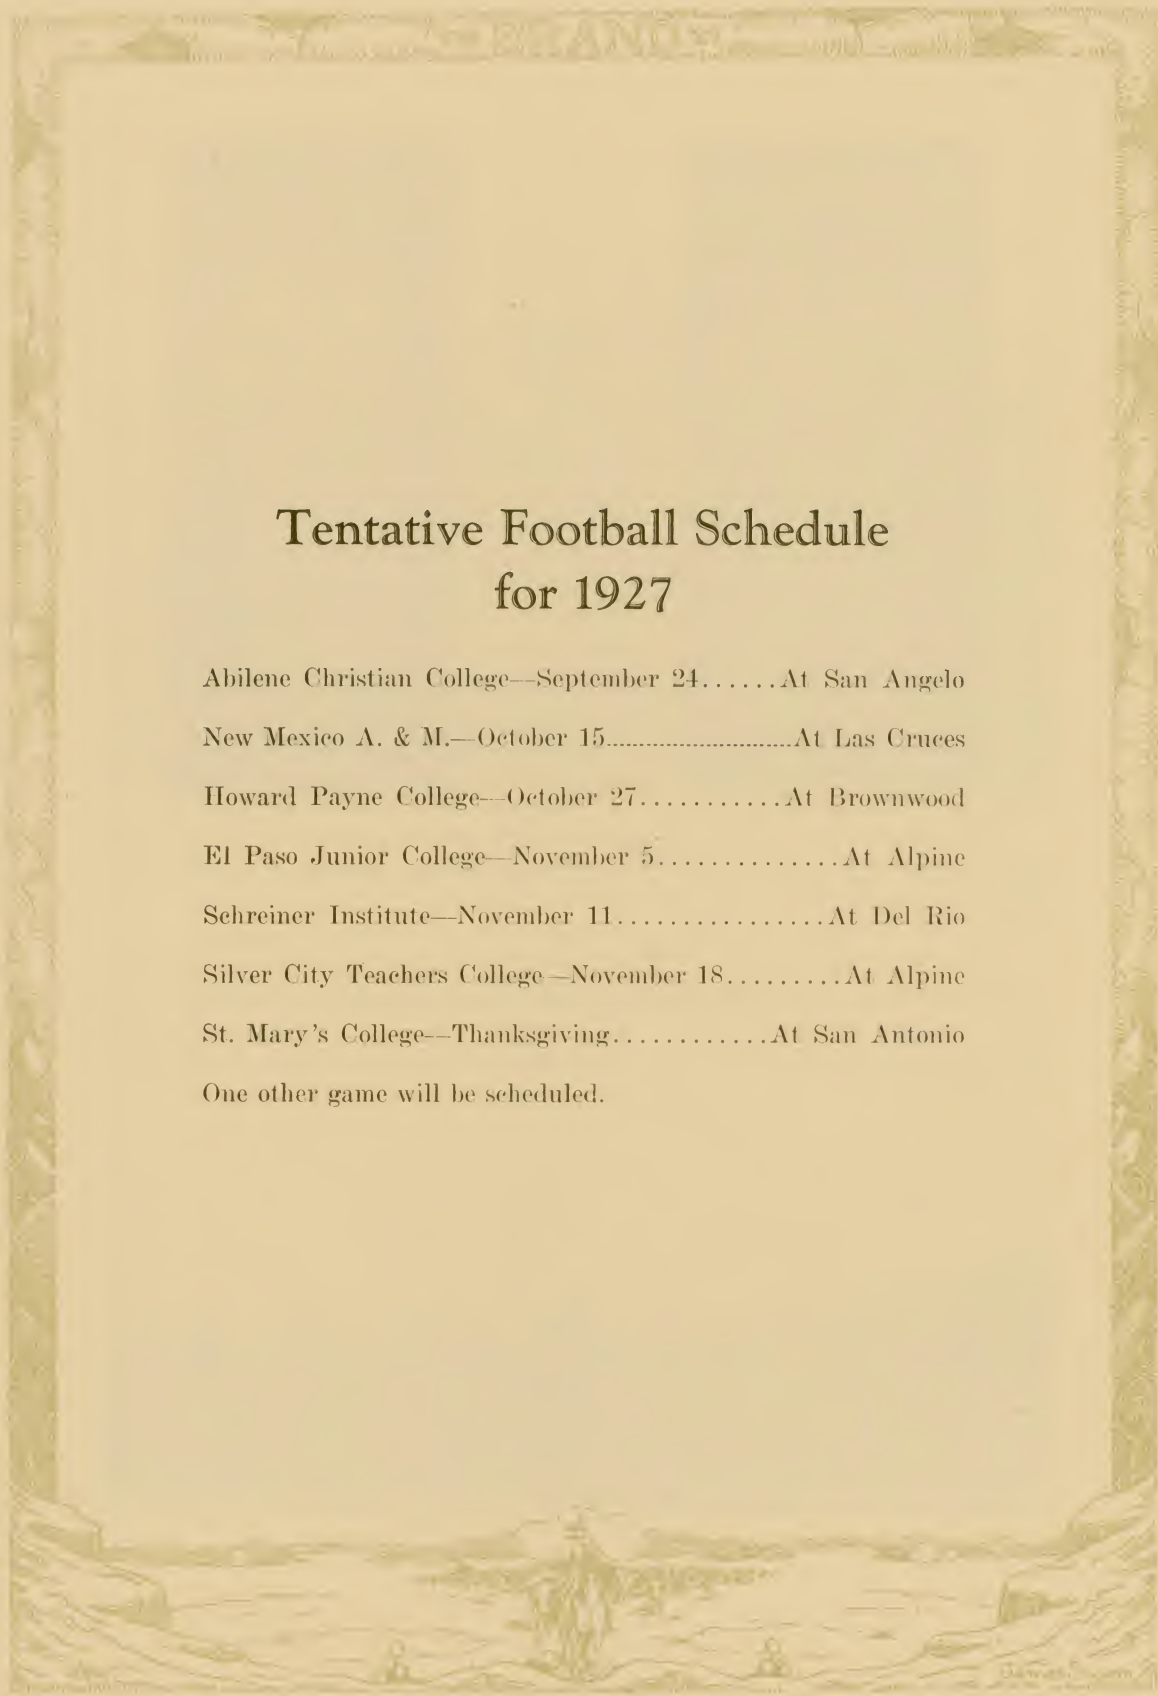 BRAND
Tentative Football Schedule
for 1927
Abilene Christian College—September 24......At San Angelo
New Mexico A. & M.—October 15.............................At Las Cruces
Howard Payne College—October 27...........At Brownwood
El Paso Junior College—November 5..............At Alpine
Schreiner Institute—November 11................At Del Rio
Silver City Teachers College—November 18.........At Alpine
St. Mary's College—Thanksgiving............At San Antonio
One other game will be scheduled.